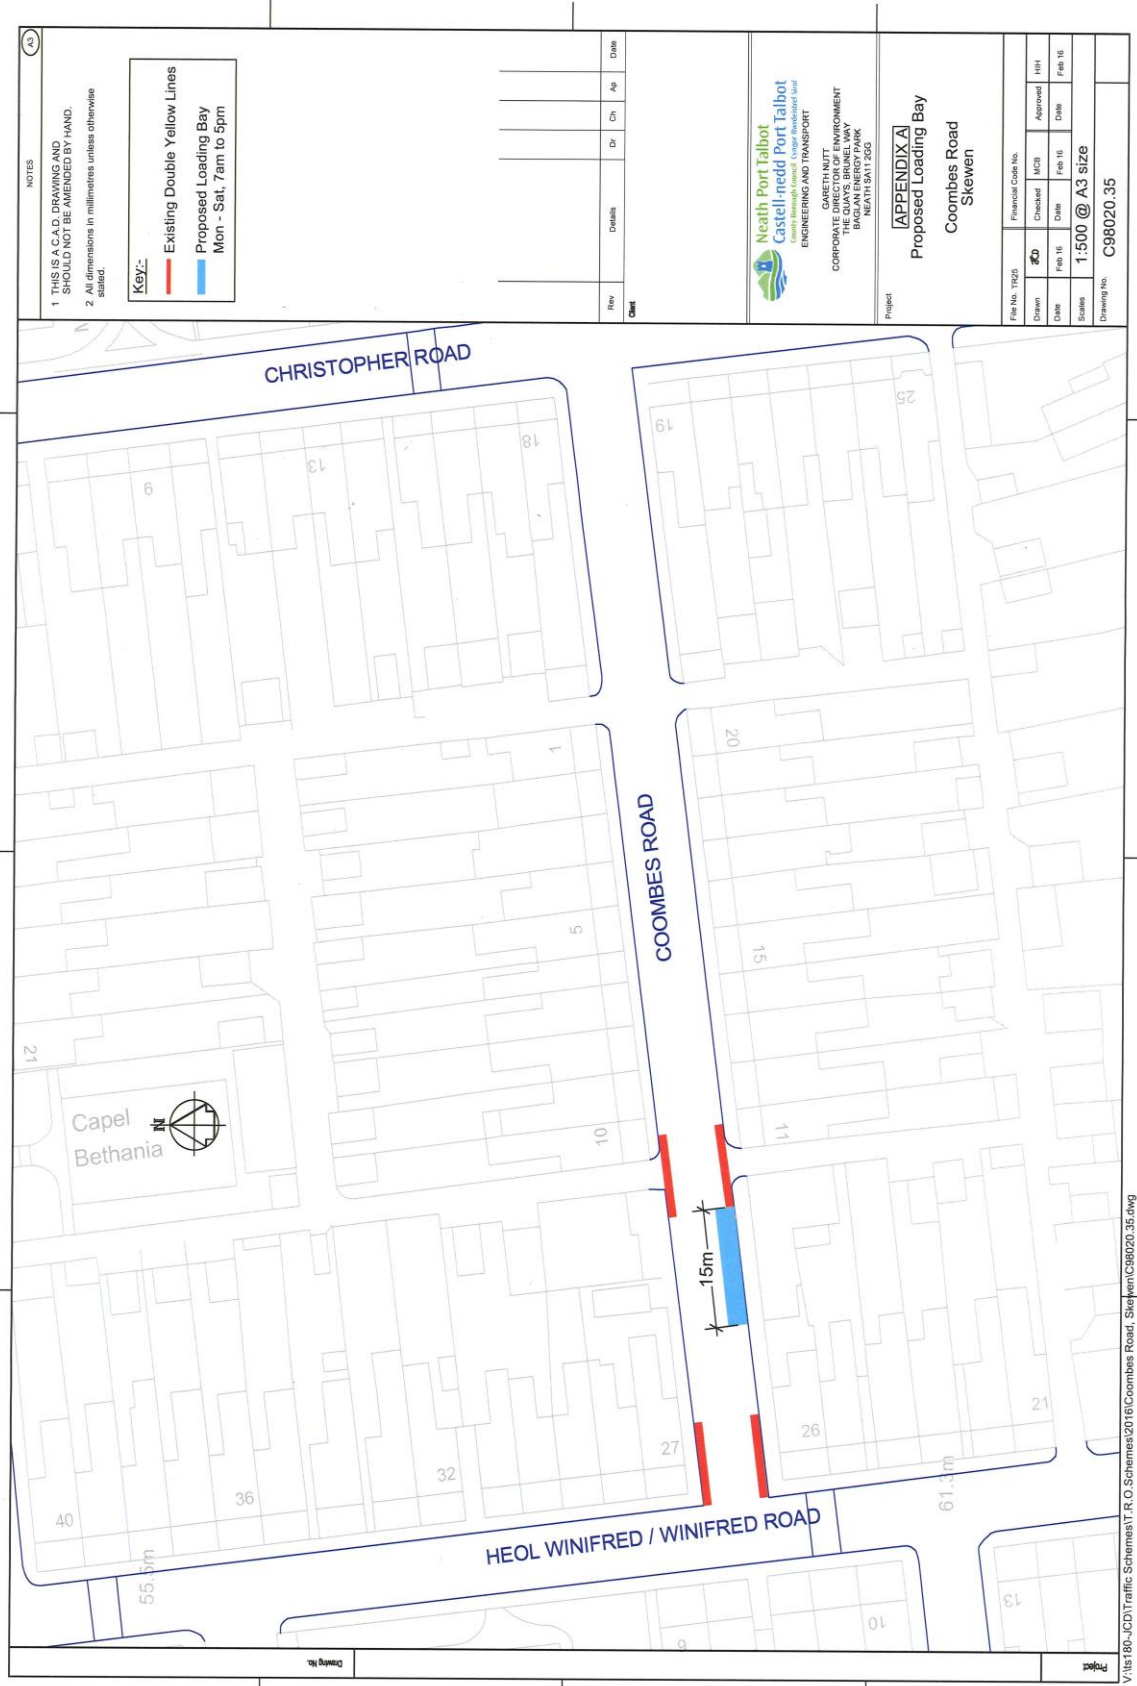 A3
NOTES
1 THIS IS A C.A.D. DRAWING AND
SHOULD NOT BE AMENDED BY HAND.
2 All dimensions in millimetres unless otherwise
stated.
Key:-
Existing Double Yellow Lines
Proposed Loading Bay
Mon - Sat, 7am to 5pm
Rev Details Dr Ch Ap Date
Client
Neath Port Talbot
Castell-nedd Port Talbot
County Borough Council Cyngor Bwrdeistref Sirol
ENGINEERING AND TRANSPORT
GARETH NUTT
CORPORATE DIRECTOR OF ENVIRONMENT
THE QUAYS, BRUNEL WAY
BAGLAN ENERGY PARK
NEATH SA11 2GG
Project
APPENDIX A
Proposed Loading Bay
Coombes Road
Skewen
File No. TR25 Financial Code No.
Drawn Checked MCB Approved HIH
Date Feb 16 Date Feb 16 Date Feb 16
Scales 1:500 @ A3 size
Drawing No. C98020.35
CHRISTOPHER ROAD
9
13
18
19
25
1
5
10
20
15
11
COOMBES ROAD
21
Capel
Bethania
N
15m
40
36
32
27
26
21
55.5m
61.3m
HEOL WINIFRED / WINIFRED ROAD
10
13
Drawing No.
Project
V:\ts180-JCD\Traffic Schemes\T.R.O.Schemes\2016\Coombes Road, Skewen\C98020.35.dwg